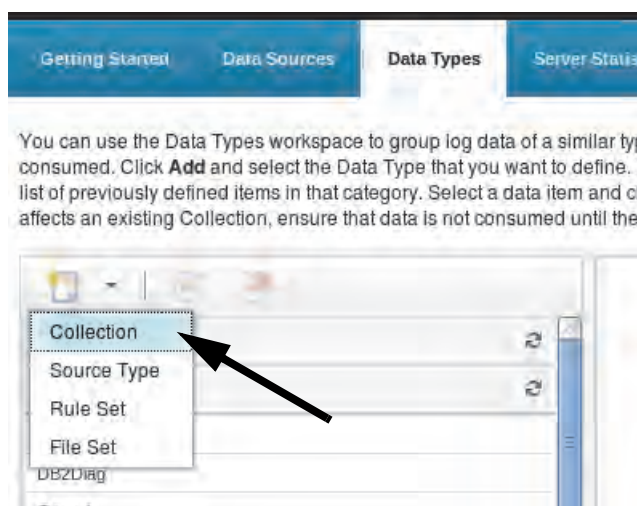 Getting Started Data Sources Data Types Server Statis
You can use the Data Types workspace to group log data of a similar typ
consumed. Click Add and select the Data Type that you want to define.
list of previously defined items in that category. Select a data item and c
affects an existing Collection, ensure that data is not consumed until the
Collection
Source Type
Rule Set
File Set
DB2Diag